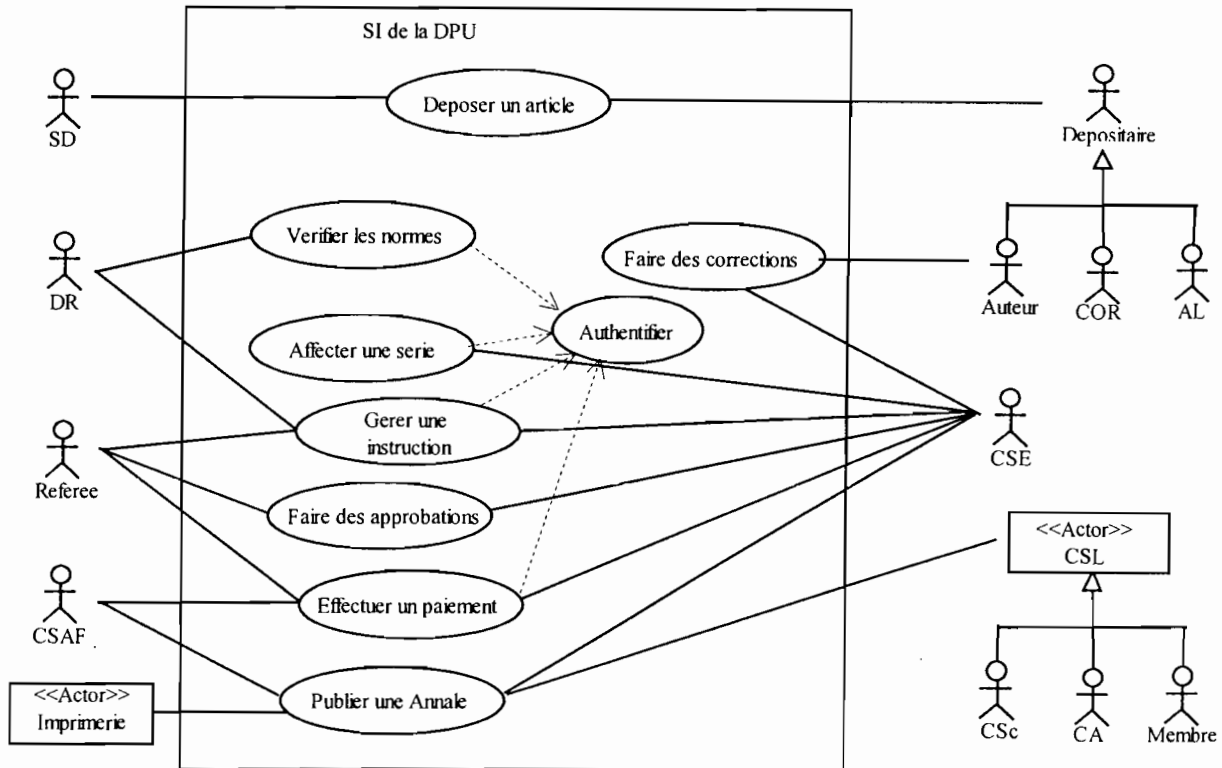 SI de la DPU
SD
Deposer un article
Depositaire
Verifier les normes
DR
Faire des corrections
Auteur
COR
AL
Authentifier
Affecter une serie
Gerer une
instruction
Referee
CSE
Faire des approbations
<<Actor>>
CSL
Effectuer un paiement
CSAF
<<Actor>>
Imprimerie
Publier une Annale
CSc
CA
Membre